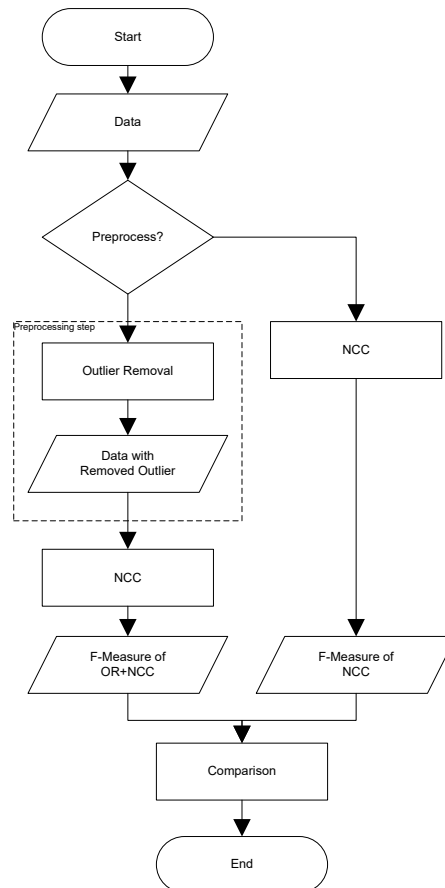 Start
Data
Preprocess?
Preprocessing step
Outlier Removal
NCC
Data with
Removed Outlier
NCC
F-Measure of
OR+NCC
F-Measure of
NCC
Comparison
End